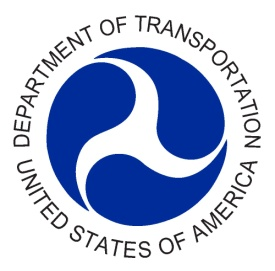 DEPARTMENT OF TRANSPORTATION
UNITED STATES OF AMERICA